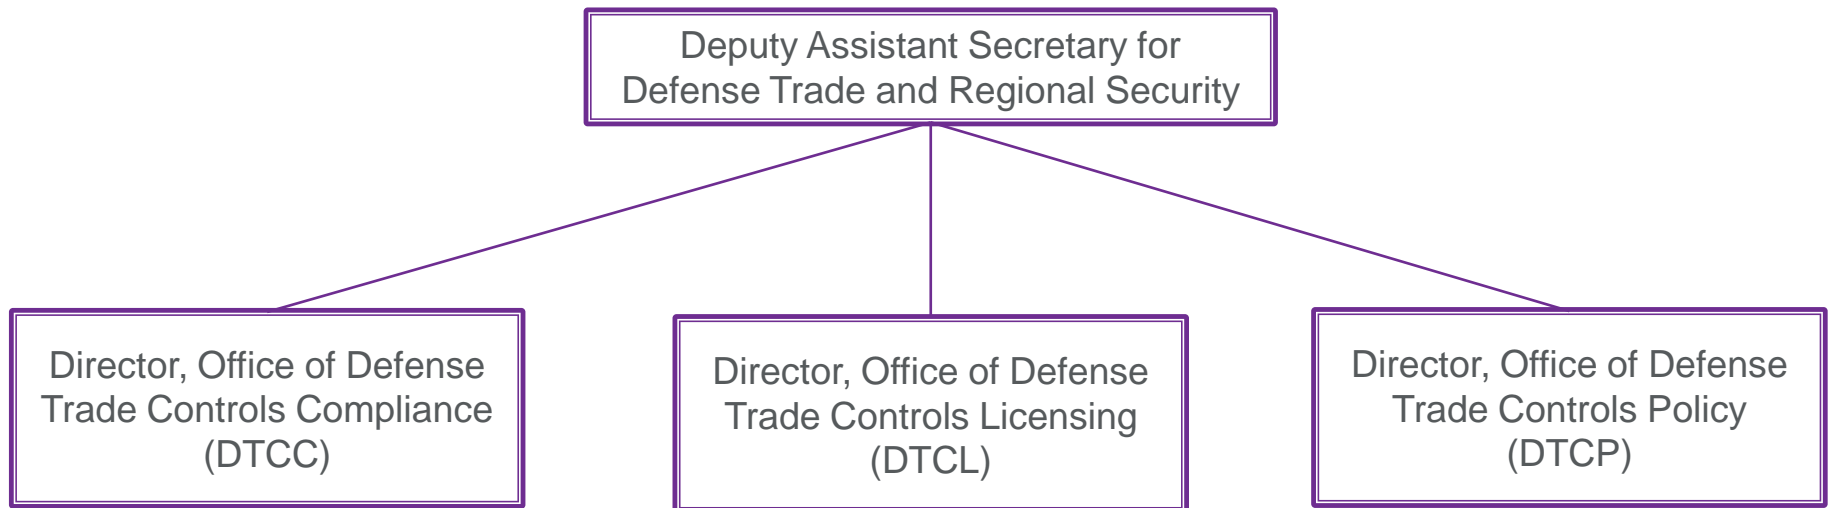 Deputy Assistant Secretary for
Defense Trade and Regional Security
Director, Office of Defense
Trade Controls Compliance
(DTCC)
Director, Office of Defense
Trade Controls Licensing
(DTCL)
Director, Office of Defense
Trade Controls Policy
(DTCP)